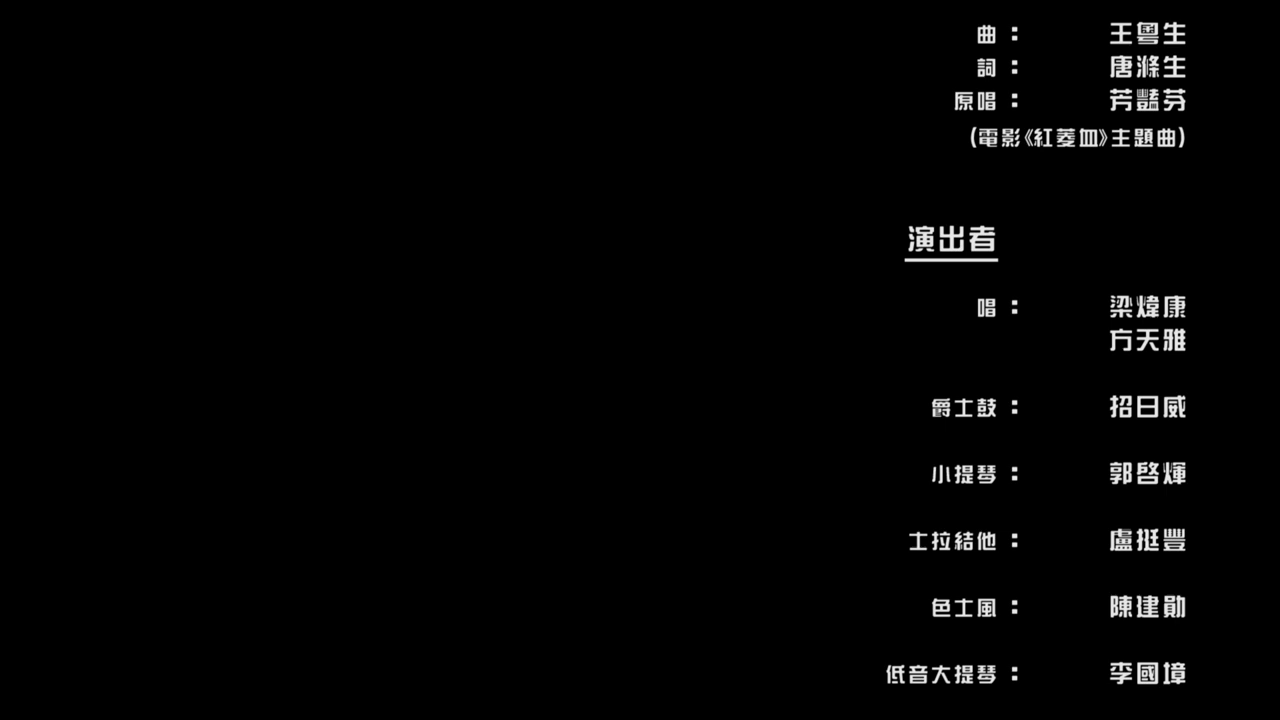 曲： 王粵生
詞： 唐滌生
原唱： 芳豔芬
(電影《紅菱血》主題曲)
演出者
唱： 梁煒康
方天雅
爵士鼓： 招日威
小提琴： 郭啓煇
士拉結他： 盧挺豐
色士風： 陳建勛
低音大提琴： 李國璋